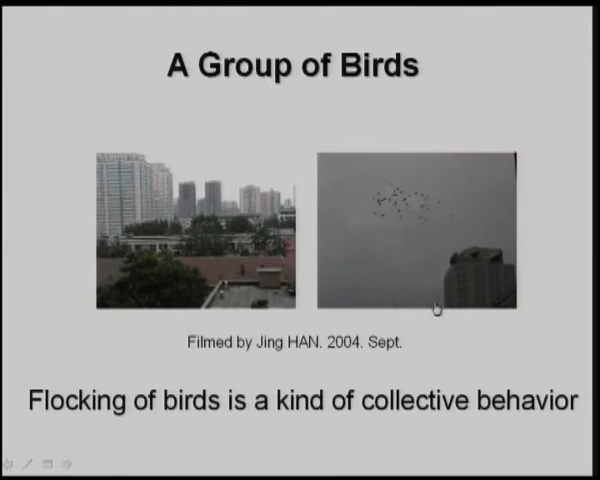 A Group of Birds
Filmed by Jing HAN. 2004. Sept.
Flocking of birds is a kind of collective behavior